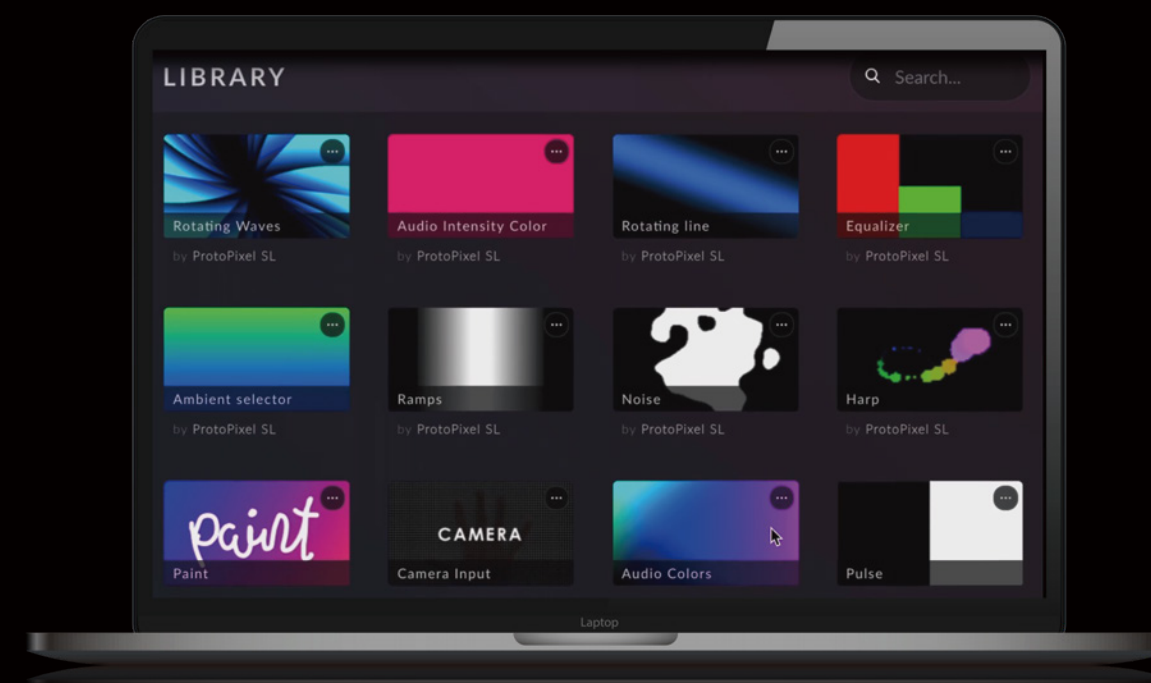 LIBRARY
Search...
Rotating Waves
Audio Intensity Color
Rotating line
Equalizer
by ProtoPixel SL
by ProtoPixel SL
by ProtoPixel SL
by ProtoPixel SL
Ambient selector
Ramps
Noise
Harp
by ProtoPixel SL
by ProtoPixel SL
by ProtoPixel SL
by ProtoPixel SL
paint
CAMERA
Paint
Camera Input
Audio Colors
Pulse
Laptop